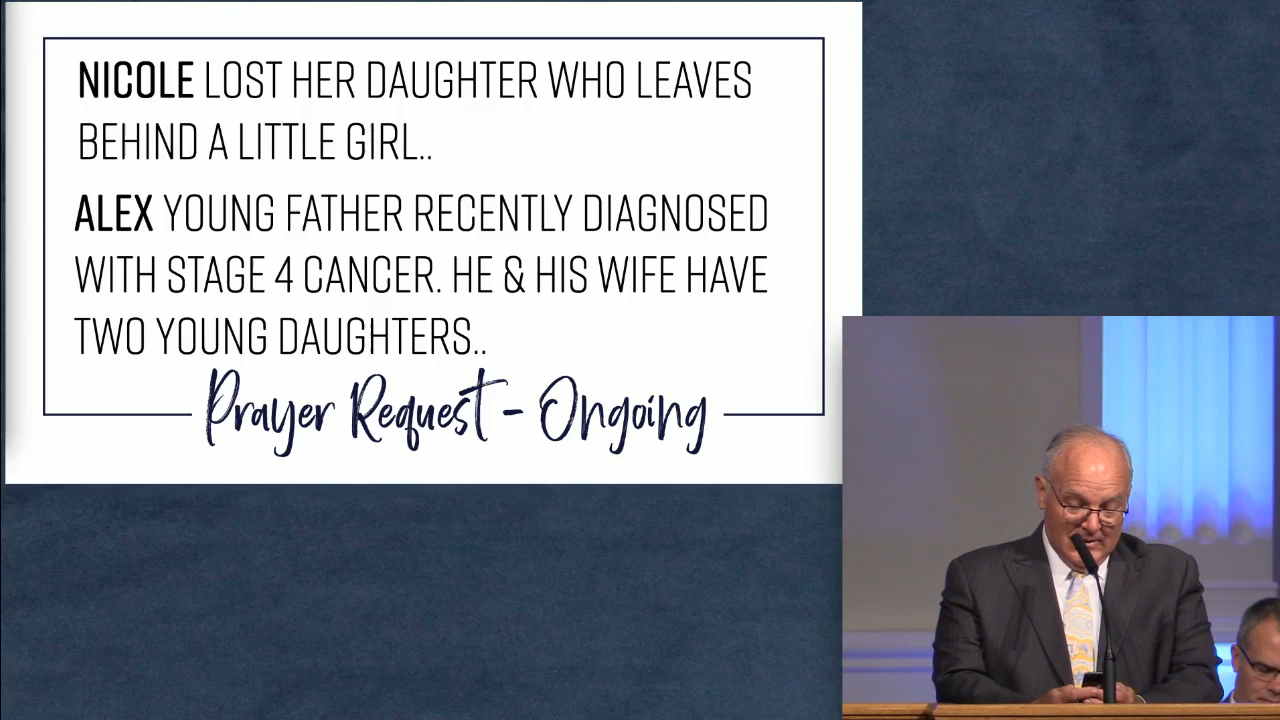 NICOLE LOST HER DAUGHTER WHO LEAVES
BEHIND A LITTLE GIRL..
ALEX YOUNG FATHER RECENTLY DIAGNOSED
WITH STAGE 4 CANCER. HE & HIS WIFE HAVE
TWO YOUNG DAUGHTERS..
Prayer Request - Ongoing